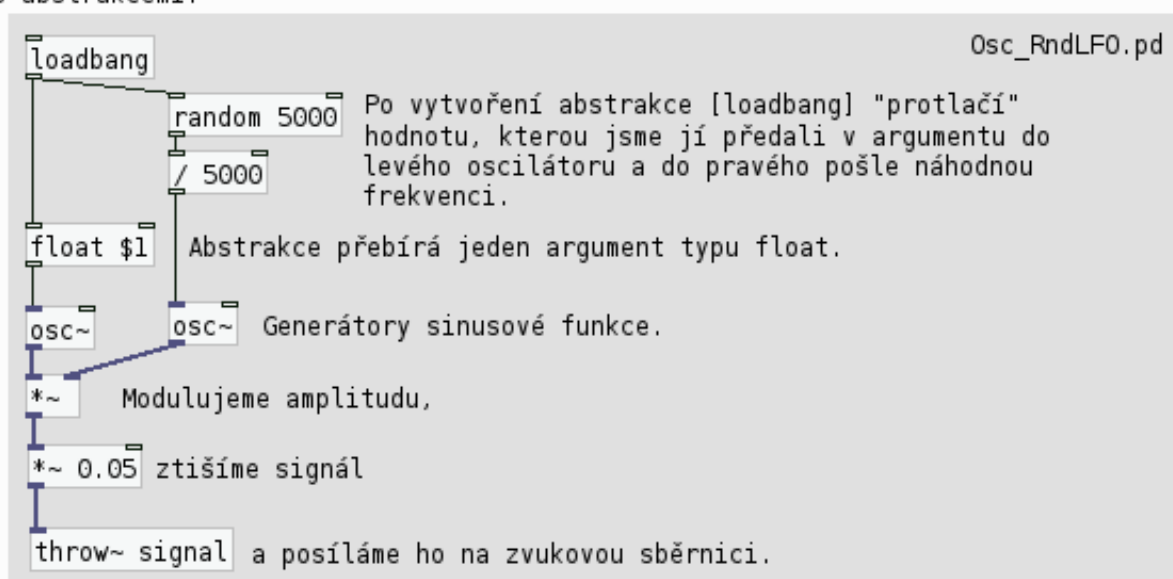 Osc_RndLFO.pd
loadbang
random 5000
/ 5000
Po vytvoření abstrakce [loadbang] "protlačí"
hodnotu, kterou jsme jí předali v argumentu do
levého oscilátoru a do pravého pošle náhodnou
frekvenci.
float $1
Abstrakce přebírá jeden argument typu float.
osc~
osc~
Generátory sinusové funkce.
*~
Modulujeme amplitudu,
*~ 0.05
ztišíme signál
throw~ signal
a posíláme ho na zvukovou sběrnici.